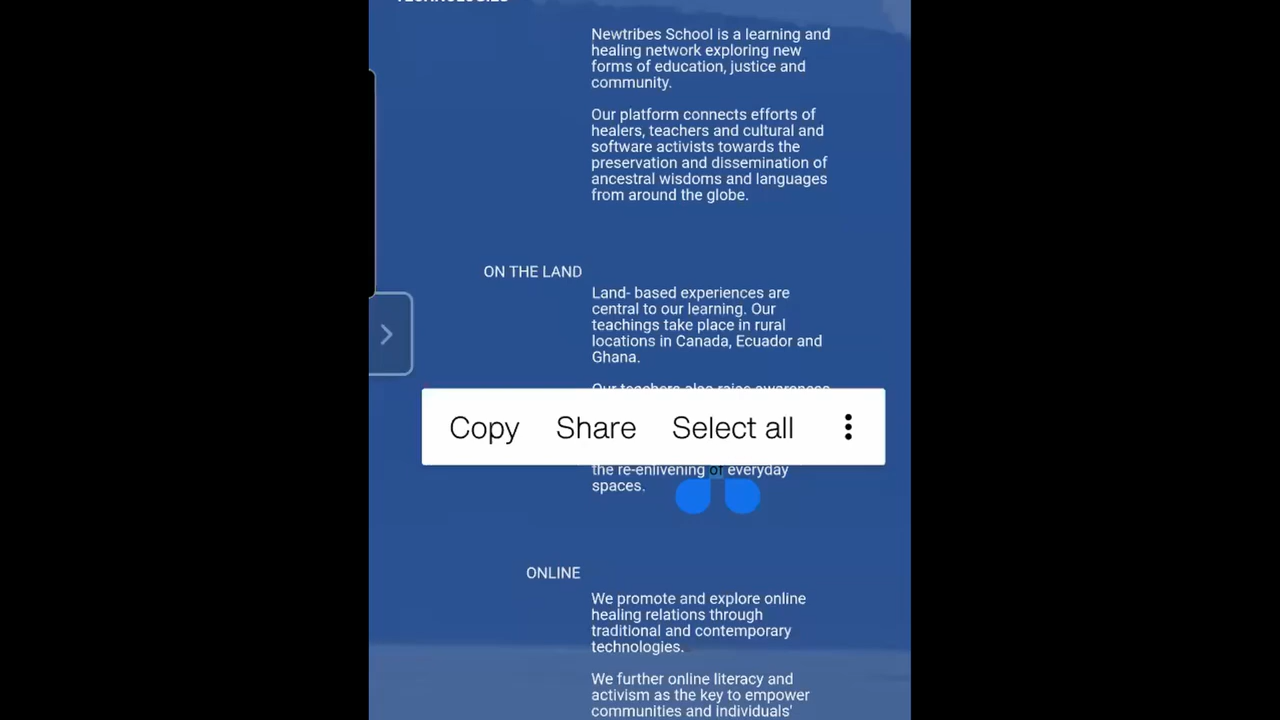 Newtribes School is a learning and
healing network exploring new
forms of education, justice and
community.
Our platform connects efforts of
healers, teachers and cultural and
software activists towards the
preservation and dissemination of
ancestral wisdoms and languages
from around the globe.
ON THE LAND
Land- based experiences are
central to our learning. Our
teachings take place in rural
locations in Canada, Ecuador and
Ghana.
Our teachers also raise awareness
Copy Share Select all
the re-enlivening of everyday
spaces.
ONLINE
We promote and explore online
healing relations through
traditional and contemporary
technologies.
We further online literacy and
activism as the key to empower
communities and individuals'